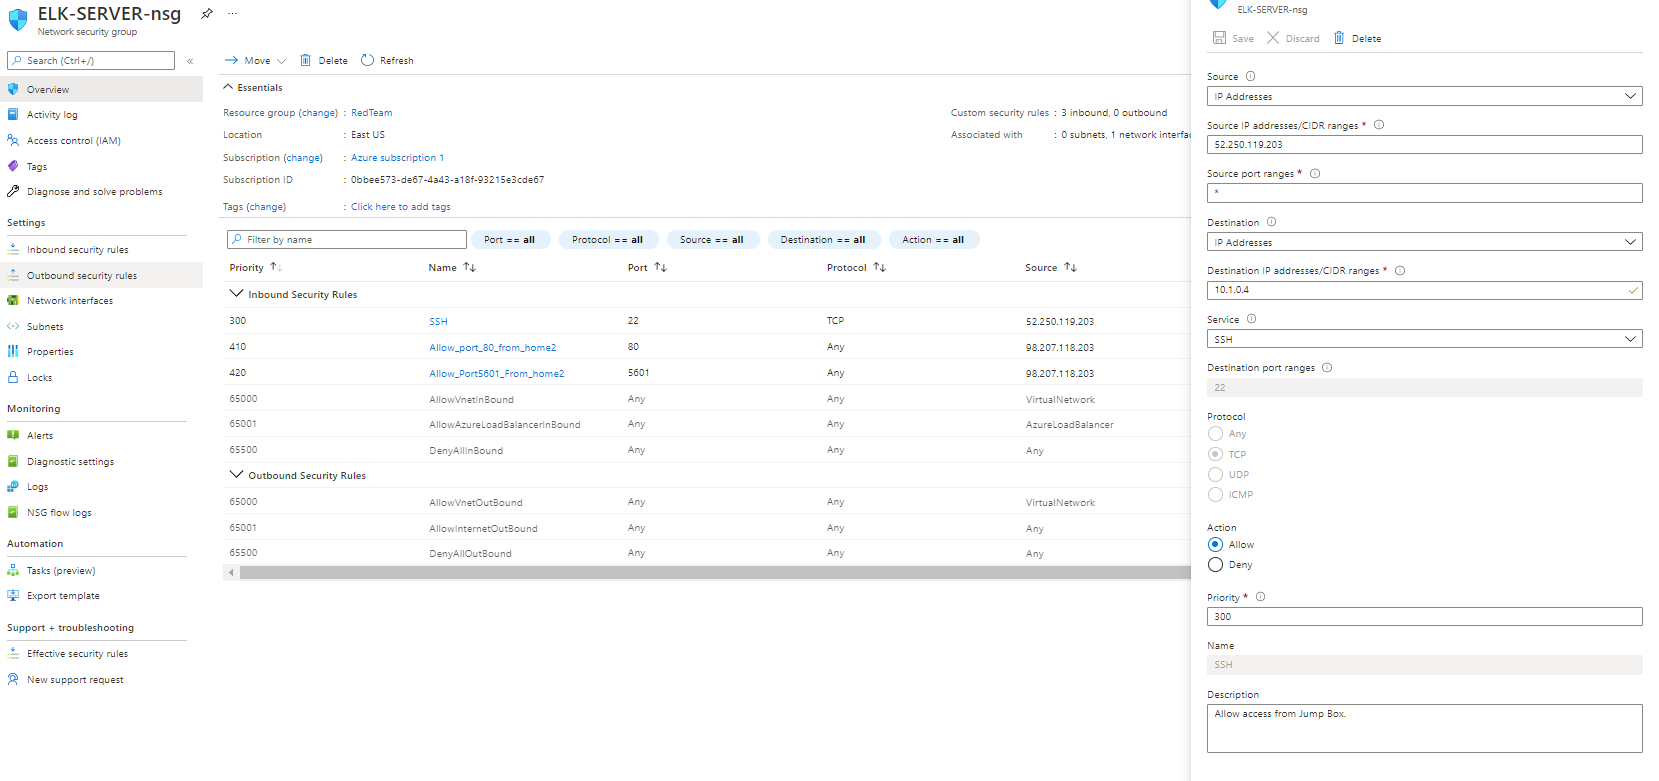 ELK-SERVER-nsg
Network security group
Search (Ctrl+/)
«
Overview
Activity log
Access control (IAM)
Tags
Diagnose and solve problems
Settings
Inbound security rules
Outbound security rules
Network interfaces
Subnets
Properties
Locks
Monitoring
Alerts
Diagnostic settings
Logs
NSG flow logs
Automation
Tasks (preview)
Export template
Support + troubleshooting
Effective security rules
New support request
Move Delete Refresh
Essentials
Resource group (change) : RedTeam
Location : East US
Subscription (change) : Azure subscription 1
Subscription ID : 0bbee573-de67-4a43-a18f-93215e3cde67
Tags (change) : Click here to add tags
Custom security rules : 3 inbound, 0 outbound
Associated with : 0 subnets, 1 network interfac
Filter by name Port == all Protocol == all Source == all Destination == all Action == all
Priority Name Port Protocol Source
Inbound Security Rules
300 SSH 22 TCP 52.250.119.203
410 Allow_port_80_from_home2 80 Any 98.207.118.203
420 Allow_Port5601_From_home2 5601 Any 98.207.118.203
65000 AllowVnetInBound Any Any VirtualNetwork
65001 AllowAzureLoadBalancerInBound Any Any AzureLoadBalancer
65500 DenyAllInBound Any Any Any
Outbound Security Rules
65000 AllowVnetOutBound Any Any VirtualNetwork
65001 AllowInternetOutBound Any Any Any
65500 DenyAllOutBound Any Any Any
ELK-SERVER-nsg
Save Discard Delete
Source
IP Addresses
Source IP addresses/CIDR ranges *
52.250.119.203
Source port ranges *
*
Destination
IP Addresses
Destination IP addresses/CIDR ranges *
10.1.0.4
Service
SSH
Destination port ranges
22
Protocol
Any
TCP
UDP
ICMP
Action
Allow
Deny
Priority *
300
Name
SSH
Description
Allow access from Jump Box.